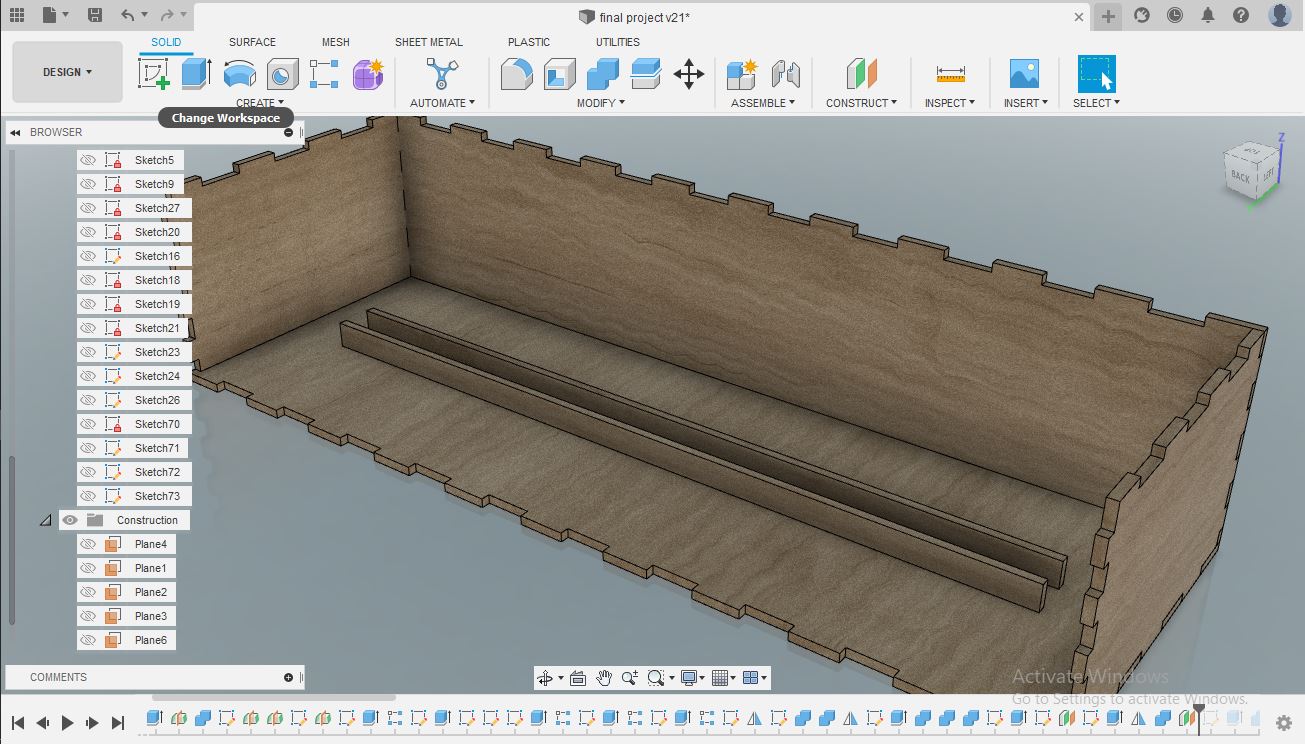 final project v21*
SOLID SURFACE MESH SHEET METAL PLASTIC UTILITIES
DESIGN
CREATE AUTOMATE MODIFY ASSEMBLE CONSTRUCT INSPECT INSERT SELECT
Change Workspace
BROWSER
Sketch5
Sketch9
Sketch27
Sketch20
Sketch16
Sketch18
Sketch19
Sketch21
Sketch23
Sketch24
Sketch26
Sketch70
Sketch71
Sketch72
Sketch73
Construction
Plane4
Plane1
Plane2
Plane3
Plane6
COMMENTS
Z
TOP
BACK LEFT
Activate Windows
Go to Settings to activate Windows.